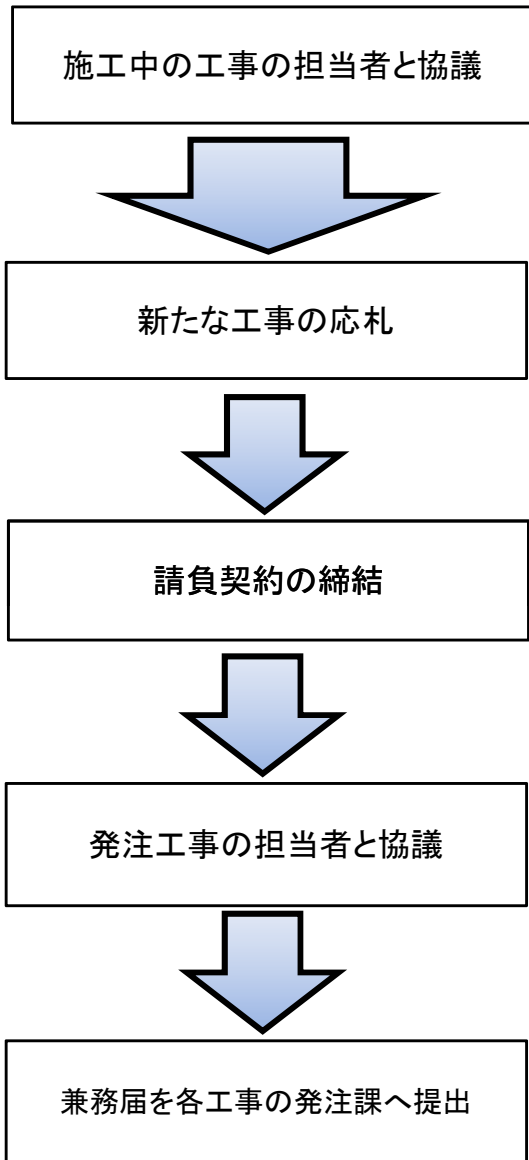 施工中の工事の担当者と協議
新たな工事の応札
請負契約の締結
発注工事の担当者と協議
兼務届を各工事の発注課へ提出